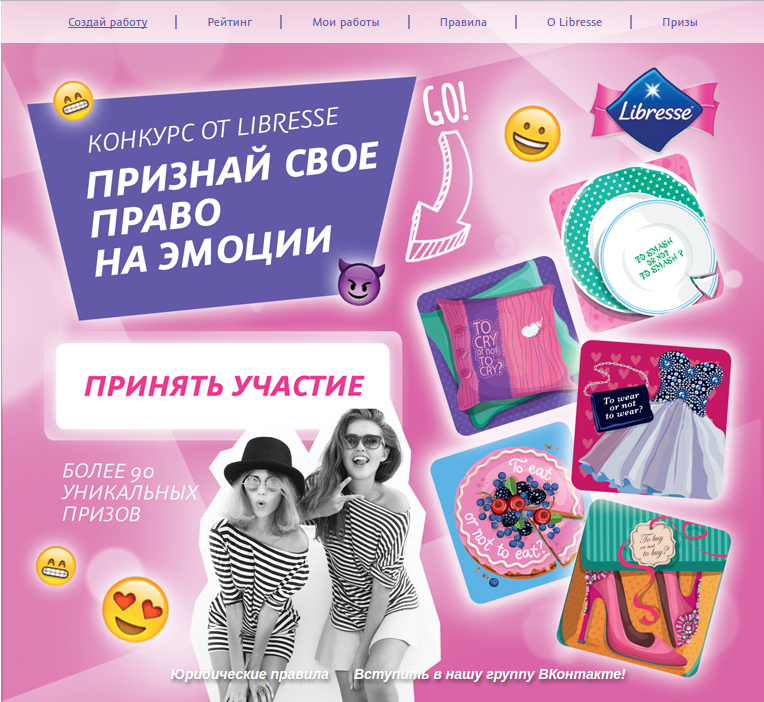 Создай работу
Рейтинг
Мои работы
Правила
О Libresse
Призы
GO!
Libresse
КОНКУРС ОТ LIBRESSE
ПРИЗНАЙ СВОЕ
ПРАВО
НА ЭМОЦИИ
TO SMASH
OR NOT
TO SMASH ?
TO
CRY
or not
TO
CRY?
ПРИНЯТЬ УЧАСТИЕ
To wear
or not
to wear?
БОЛЕЕ 90
УНИКАЛЬНЫХ
ПРИЗОВ
To eat
or not to eat?
To buy
or not
to buy?
Юридические правила
Вступить в нашу группу ВКонтакте!